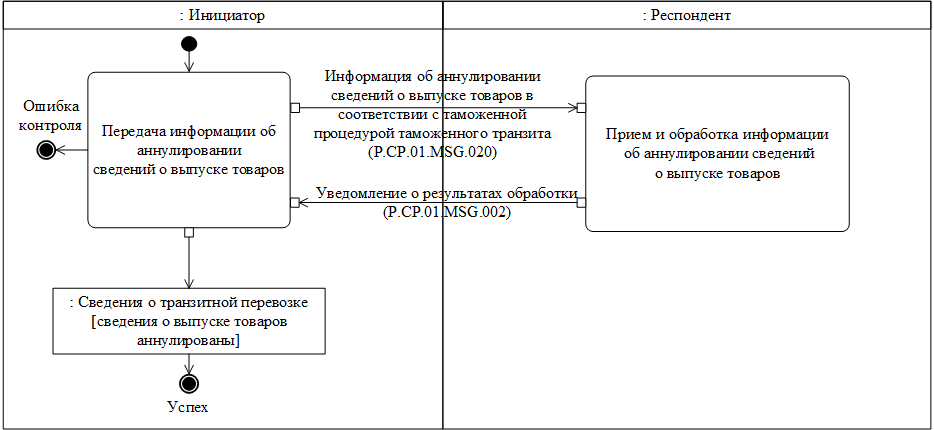 : Инициатор
: Респондент
Ошибка
контроля
Передача информации об
аннулировании
сведений о выпуске товаров
Информация об аннулировании
сведений о выпуске товаров в
соответствии с таможенной
процедурой таможенного транзита
(P.CP.01.MSG.020)
Прием и обработка информации
об аннулировании сведений
о выпуске товаров
Уведомление о результатах обработки
(P.CP.01.MSG.002)
: Сведения о транзитной перевозке
[сведения о выпуске товаров
аннулированы]
Успех